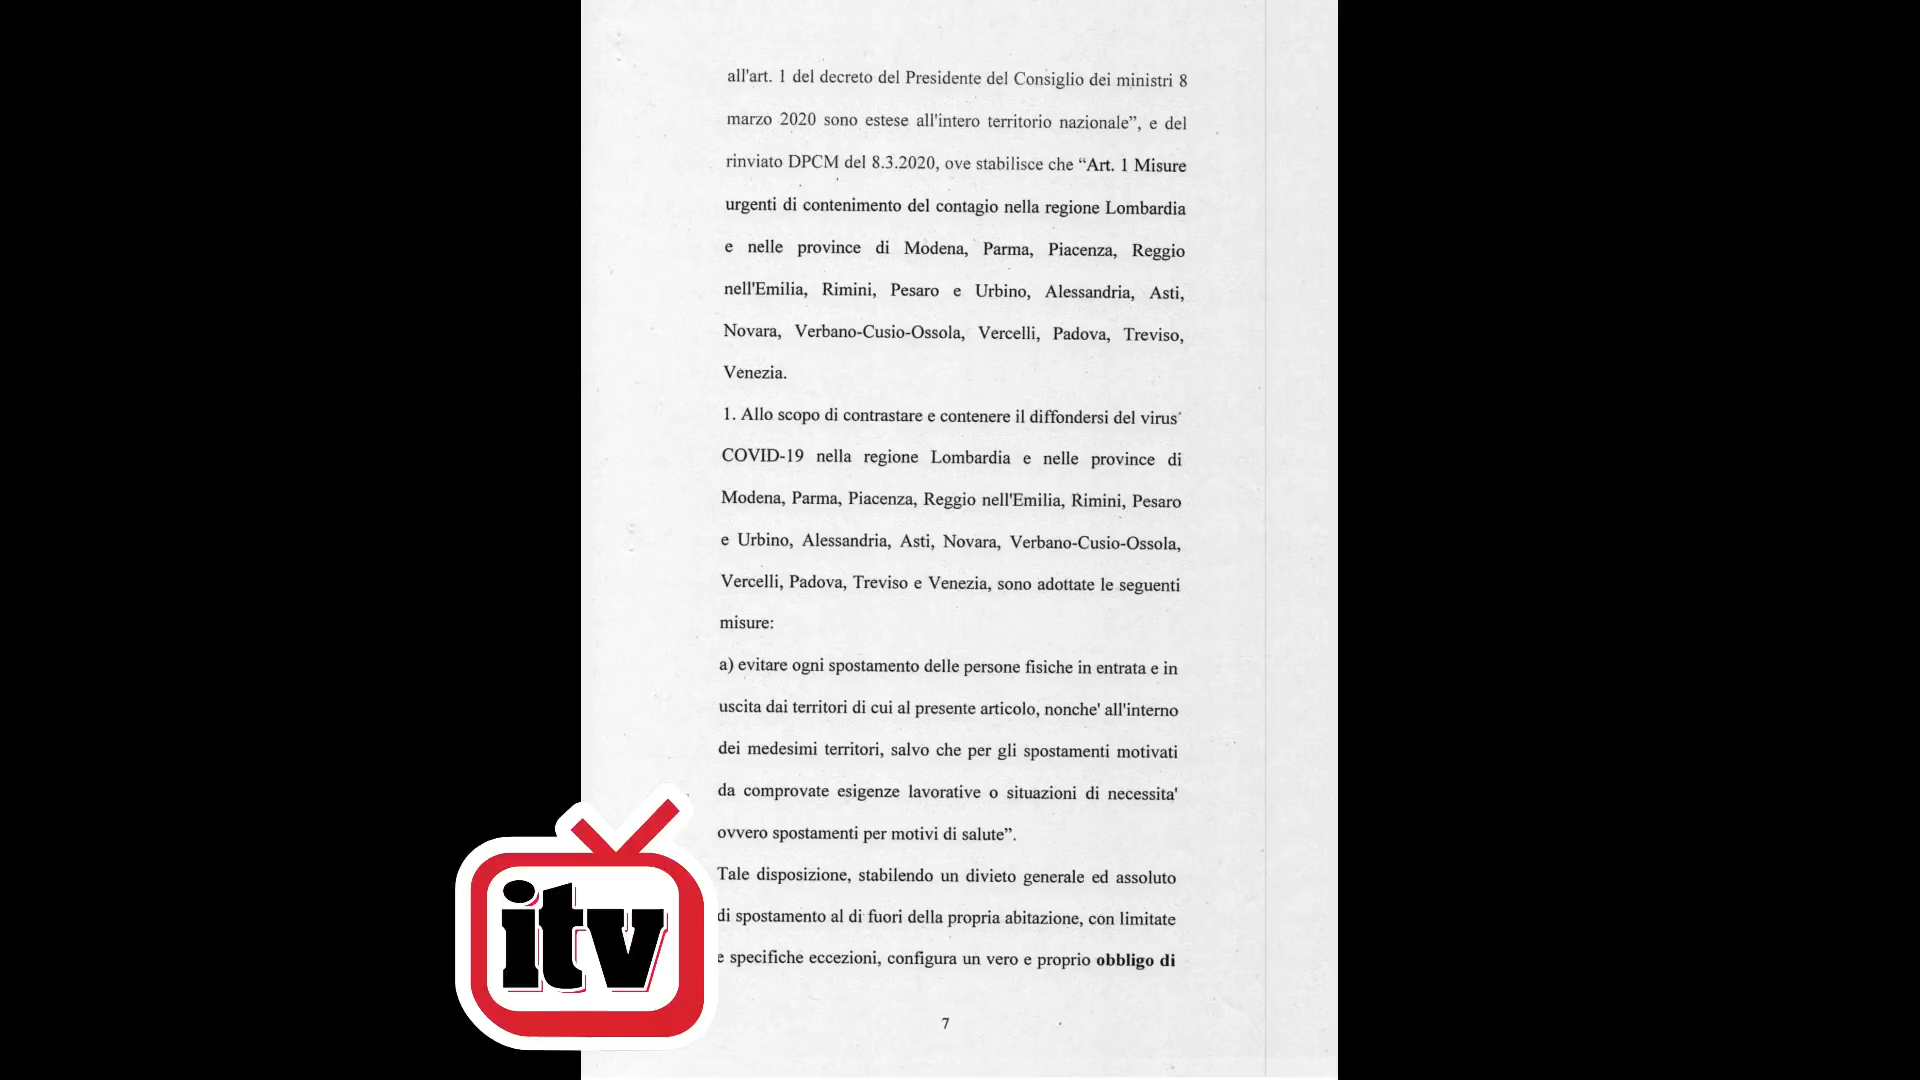 all'art. 1 del decreto del Presidente del Consiglio dei ministri 8
marzo 2020 sono estese all'intero territorio nazionale”, e del
rinviato DPCM del 8.3.2020, ove stabilisce che “Art. 1 Misure
urgenti di contenimento del contagio nella regione Lombardia
e nelle province di Modena, Parma, Piacenza, Reggio
nell'Emilia, Rimini, Pesaro e Urbino, Alessandria, Asti,
Novara, Verbano-Cusio-Ossola, Vercelli, Padova, Treviso,
Venezia.
1. Allo scopo di contrastare e contenere il diffondersi del virus
COVID-19 nella regione Lombardia e nelle province di
Modena, Parma, Piacenza, Reggio nell'Emilia, Rimini, Pesaro
e Urbino, Alessandria, Asti, Novara, Verbano-Cusio-Ossola,
Vercelli, Padova, Treviso e Venezia, sono adottate le seguenti
misure:
a) evitare ogni spostamento delle persone fisiche in entrata e in
uscita dai territori di cui al presente articolo, nonche' all'interno
dei medesimi territori, salvo che per gli spostamenti motivati
da comprovate esigenze lavorative o situazioni di necessita'
ovvero spostamenti per motivi di salute”.
Tale disposizione, stabilendo un divieto generale ed assoluto
di spostamento al di fuori della propria abitazione, con limitate
e specifiche eccezioni, configura un vero e proprio obbligo di
7
itv